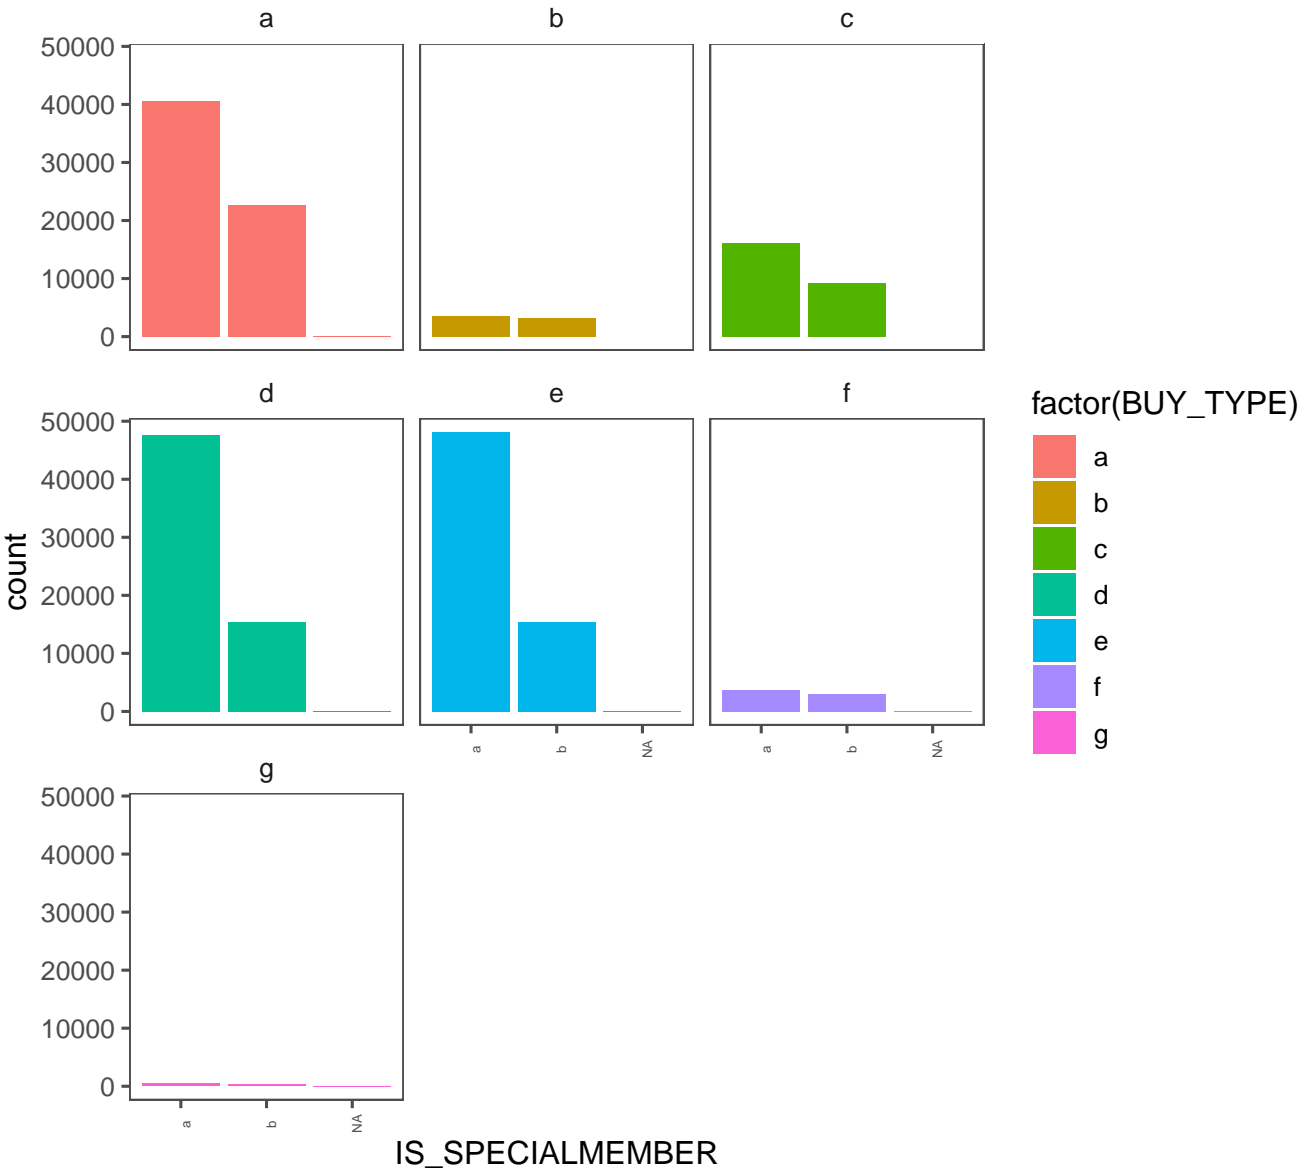 a b c
50000
40000
30000
20000
10000
0
d e f
50000
40000
30000
20000
10000
0
a b NA a b NA
g
50000
40000
30000
20000
10000
0
a b NA
count
IS_SPECIALMEMBER
factor(BUY_TYPE)
a
b
c
d
e
f
g